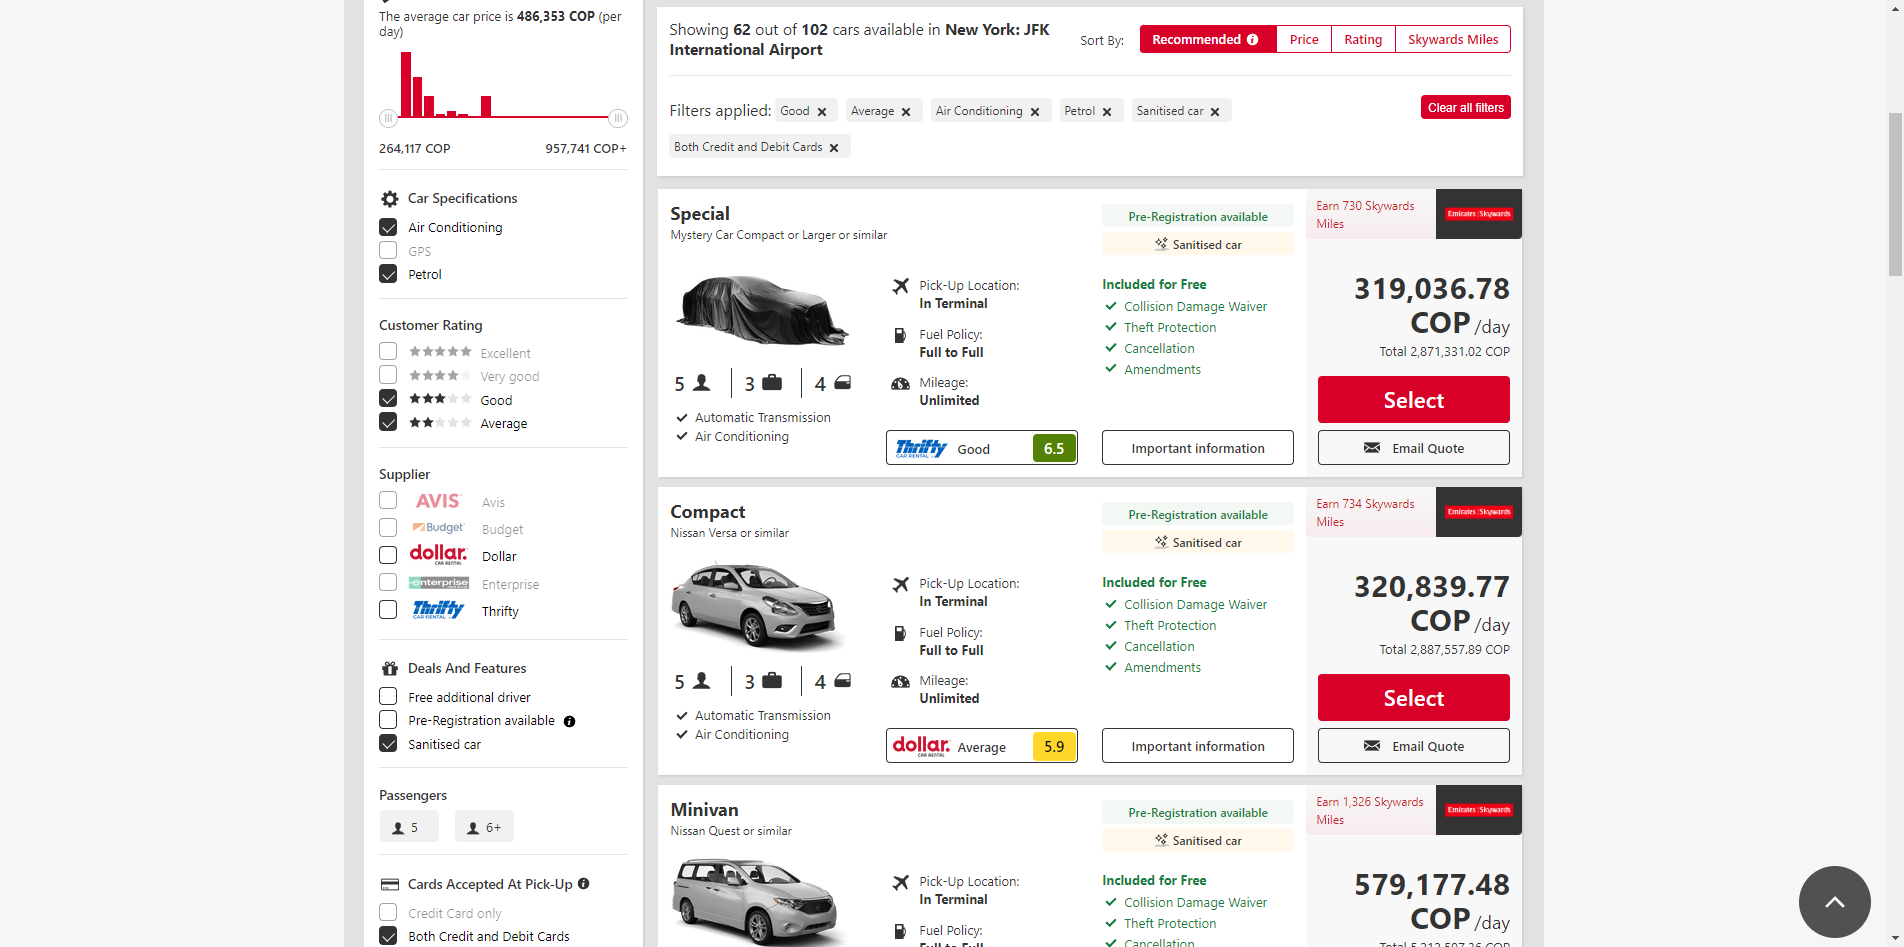 The average car price is 486,353 COP (per
day)
264,117 COP 957,741 COP+
Car Specifications
Air Conditioning
GPS
Petrol
Customer Rating
Excellent
Very good
Good
Average
Supplier
AVIS Avis
Budget Budget
dollar. CAR RENTAL Dollar
enterprise Enterprise
Thrifty CAR RENTAL Thrifty
Deals And Features
Free additional driver
Pre-Registration available
Sanitised car
Passengers
5 6+
Cards Accepted At Pick-Up
Credit Card only
Both Credit and Debit Cards
Showing 62 out of 102 cars available in New York: JFK
International Airport
Sort By: Recommended Price Rating Skywards Miles
Filters applied: Good Average Air Conditioning Petrol Sanitised car
Both Credit and Debit Cards
Clear all filters
Special
Mystery Car Compact or Larger or similar
5 3 4
Automatic Transmission
Air Conditioning
Pick-Up Location:
In Terminal
Fuel Policy:
Full to Full
Mileage:
Unlimited
Thrifty CAR RENTAL Good 6.5
Pre-Registration available
Sanitised car
Included for Free
Collision Damage Waiver
Theft Protection
Cancellation
Amendments
Important information
Earn 730 Skywards
Miles
Emirates Skywards
319,036.78
COP /day
Total 2,871,331.02 COP
Select
Email Quote
Compact
Nissan Versa or similar
5 3 4
Automatic Transmission
Air Conditioning
Pick-Up Location:
In Terminal
Fuel Policy:
Full to Full
Mileage:
Unlimited
dollar. CAR RENTAL Average 5.9
Pre-Registration available
Sanitised car
Included for Free
Collision Damage Waiver
Theft Protection
Cancellation
Amendments
Important information
Earn 734 Skywards
Miles
Emirates Skywards
320,839.77
COP /day
Total 2,887,557.89 COP
Select
Email Quote
Minivan
Nissan Quest or similar
Pick-Up Location:
In Terminal
Fuel Policy:
Full to Full
Pre-Registration available
Sanitised car
Included for Free
Collision Damage Waiver
Theft Protection
Cancellation
Earn 1,326 Skywards
Miles
Emirates Skywards
579,177.48
COP /day